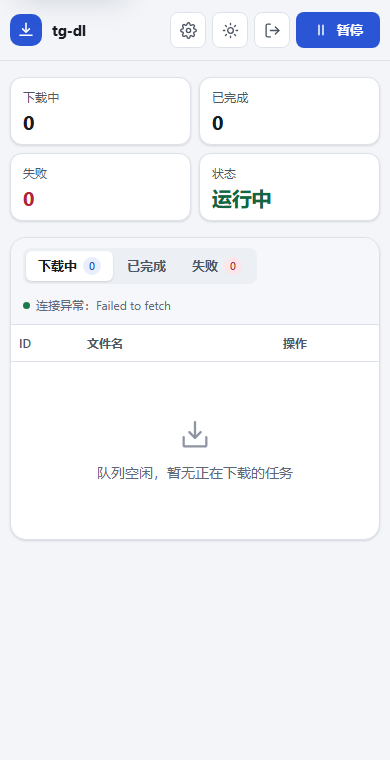 tg-dl 暂停
下载中 已完成
0 0
失败 状态
0 运行中
下载中 0 已完成 失败 0
连接异常：Failed to fetch
ID 文件名 操作
队列空闲，暂无正在下载的任务